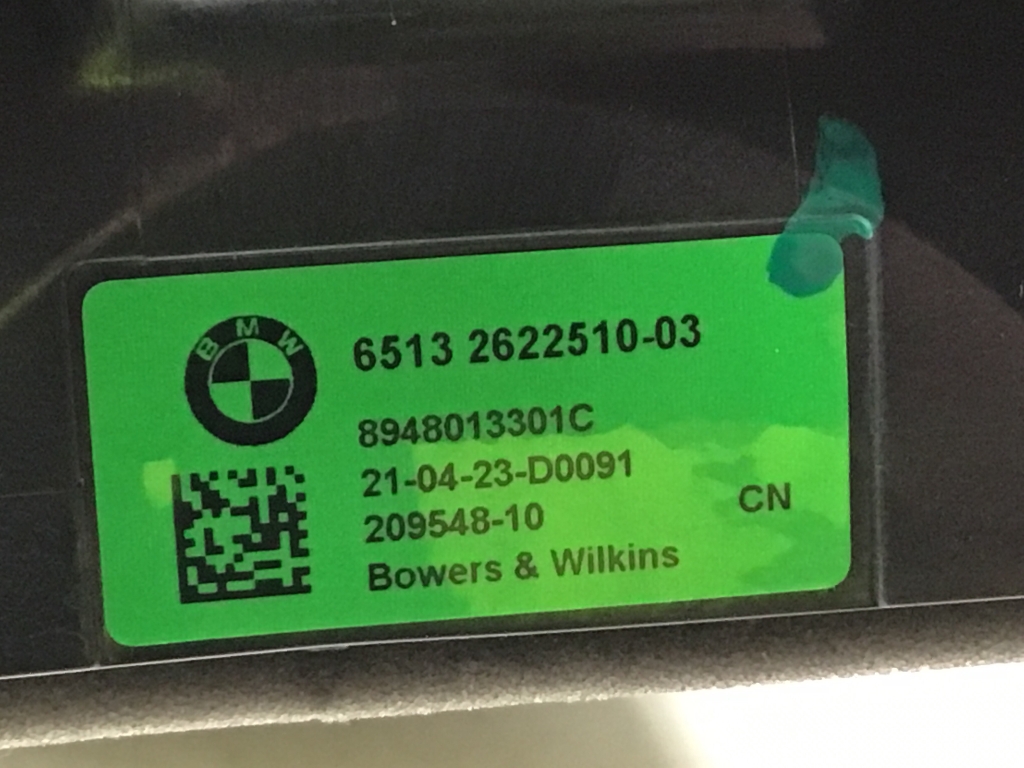 BMW
6513 2622510-03
8948013301C
21-04-23-D0091
209548-10
CN
Bowers & Wilkins